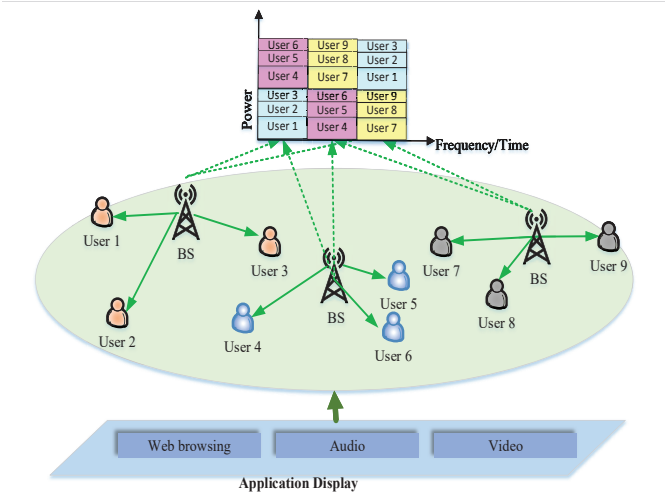 User 6 User 9 User 3
User 5 User 8 User 2
User 4 User 7 User 1
User 3 User 6 User 9
User 2 User 5 User 8
User 1 User 4 User 7
Power
Frequency/Time
User 1
BS
User 3
User 2
User 4
BS
User 5
User 6
User 7
BS
User 9
User 8
Web browsing Audio Video
Application Display